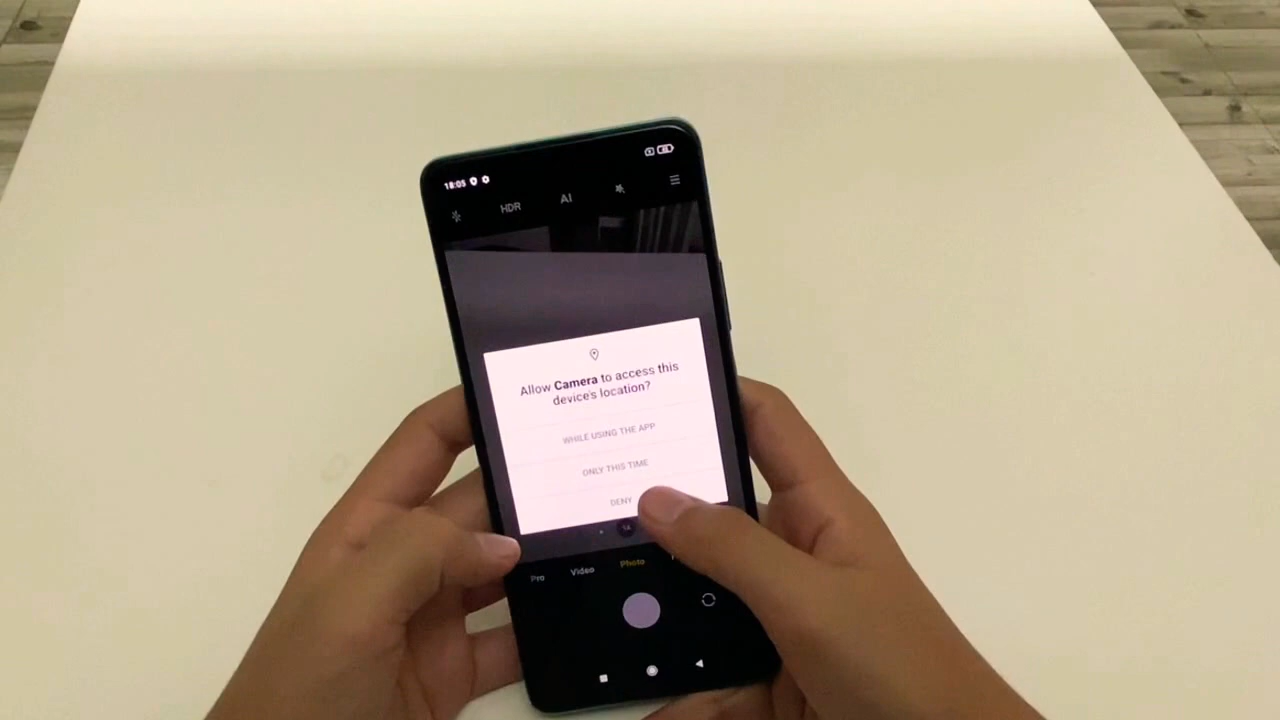 18:05
HDR AI
Allow Camera to access this
device's location?
WHILE USING THE APP
ONLY THIS TIME
DENY
Pro Video Photo